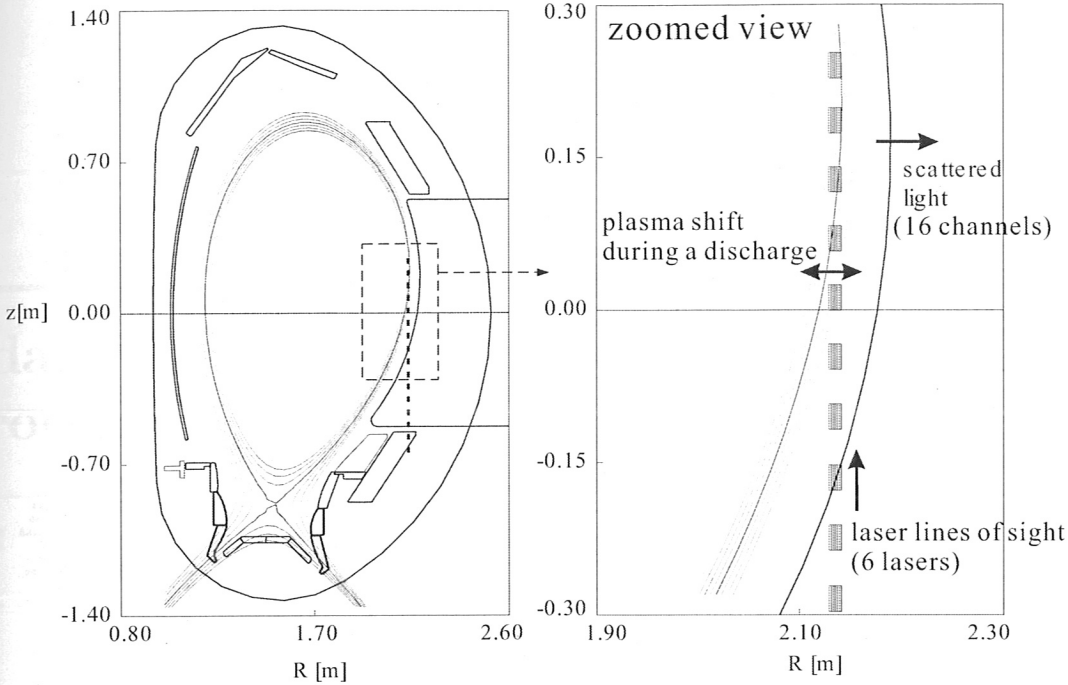 1.40
0.70
z[m]
0.00
-0.70
-1.40
0.80
1.70
2.60
R [m]
zoomed view
0.30
0.15
0.00
-0.15
-0.30
1.90
2.10
2.30
R [m]
scattered
light
(16 channels)
plasma shift
during a discharge
laser lines of sight
(6 lasers)